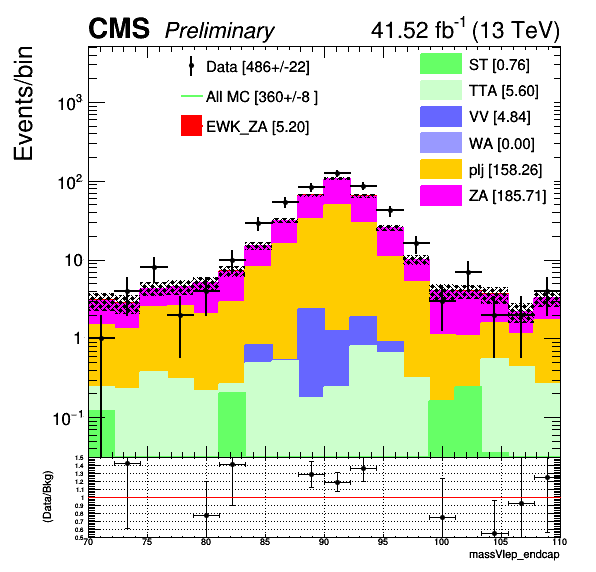 CMS Preliminary 41.52 fb⁻¹ (13 TeV)
Events/bin
Data [486+/-22]
All MC [360+/-8 ]
EWK_ZA [5.20]
ST [0.76]
TTA [5.60]
VV [4.84]
WA [0.00]
plj [158.26]
ZA [185.71]
10³
10²
10
1
10⁻¹
(Data/Bkg)
1.5
1.4
1.3
1.2
1.1
1
0.9
0.8
0.7
0.6
0.5
70 75 80 85 90 95 100 105 110
massVlep_endcap